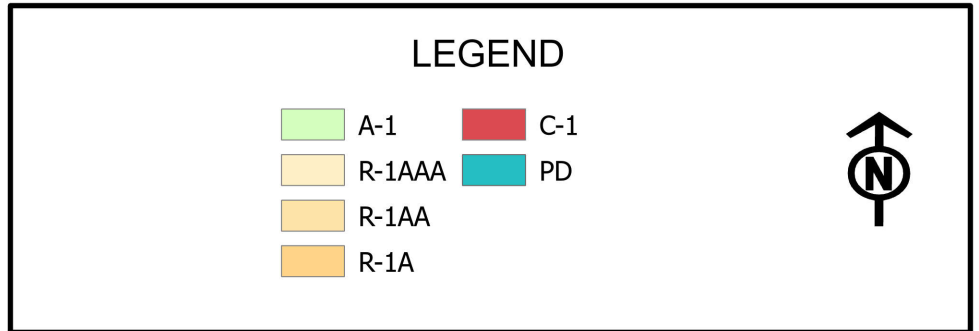 LEGEND
A-1
R-1AAA
R-1AA
R-1A
C-1
PD
N